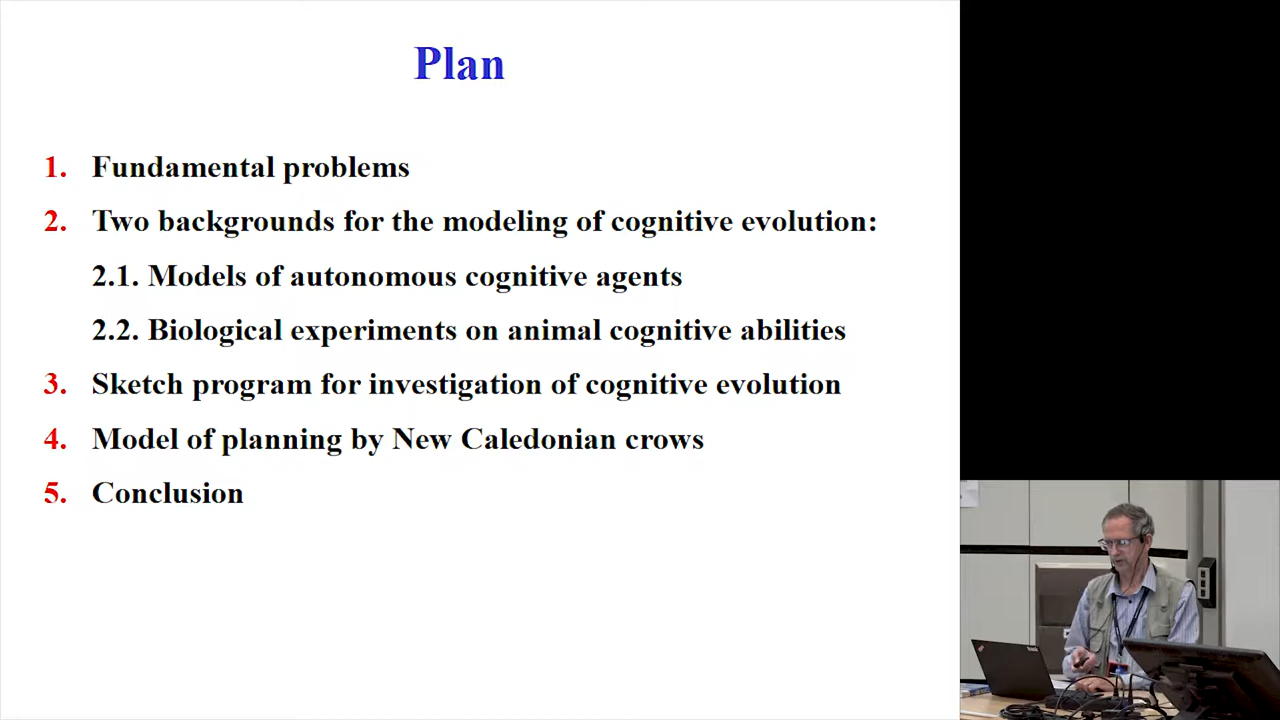 Plan
1. Fundamental problems
2. Two backgrounds for the modeling of cognitive evolution:
2.1. Models of autonomous cognitive agents
2.2. Biological experiments on animal cognitive abilities
3. Sketch program for investigation of cognitive evolution
4. Model of planning by New Caledonian crows
5. Conclusion